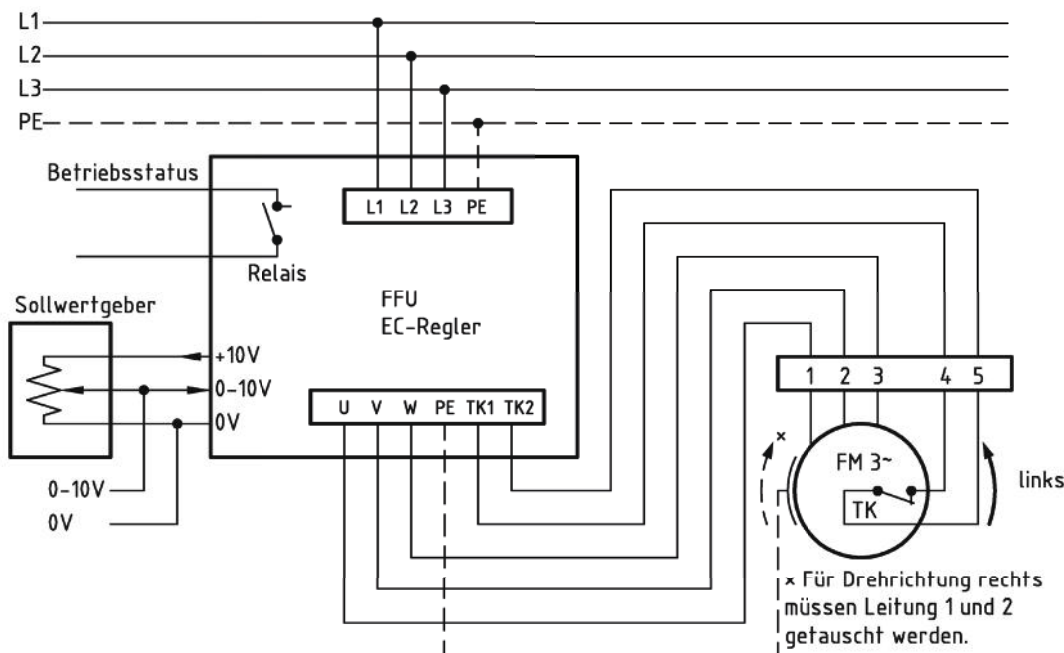 L1
L2
L3
PE
Betriebsstatus
L1 L2 L3 PE
Relais
FFU
EC-Regler
Sollwertgeber
+10V
0-10V
0V
U V W PE TK1 TK2
0-10V
0V
1 2 3 4 5
×
FM 3~
TK
links
× Für Drehrichtung rechts
müssen Leitung 1 und 2
getauscht werden.